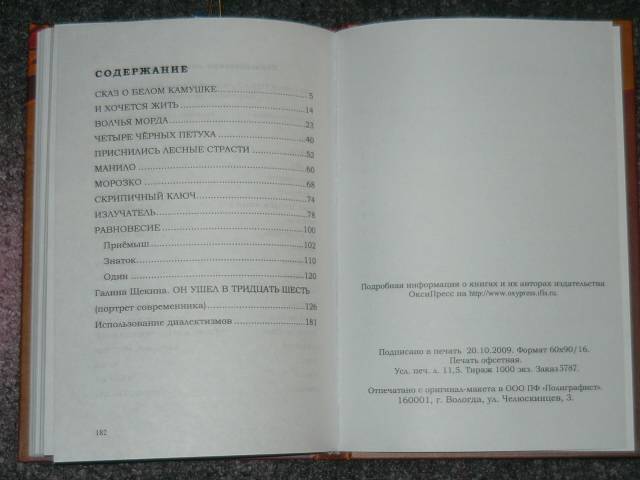 СОДЕРЖАНИЕ
СКАЗ О БЕЛОМ КАМУШКЕ 5
И ХОЧЕТСЯ ЖИТЬ 14
ВОЛЧЬЯ МОРДА 23
ЧЕТЫРЕ ЧЁРНЫХ ПЕТУХА 40
ПРИСНИЛИСЬ ЛЕСНЫЕ СТРАСТИ 52
МАНИЛО 60
МОРОЗКО 68
СКРИПИЧНЫЙ КЛЮЧ 74
ИЗЛУЧАТЕЛЬ 78
РАВНОВЕСИЕ 100
Приёмыш 102
Знаток 110
Один 120
Галина Щекина. ОН УШЕЛ В ТРИДЦАТЬ ШЕСТЬ
(портрет современника) 126
Использование диалектизмов 181
182
Подробная информация о книгах и их авторах издательства
ОксиПресс на http://www.oxypress.ifis.ru.
Подписано в печать 20.10.2009. Формат 60x90/16.
Печать офсетная.
Усл. печ. л. 11,5. Тираж 1000 экз. Заказ 5787.
Отпечатано с оригинал-макета в ООО ПФ «Полиграфист».
160001, г. Вологда, ул. Челюскинцев, 3.